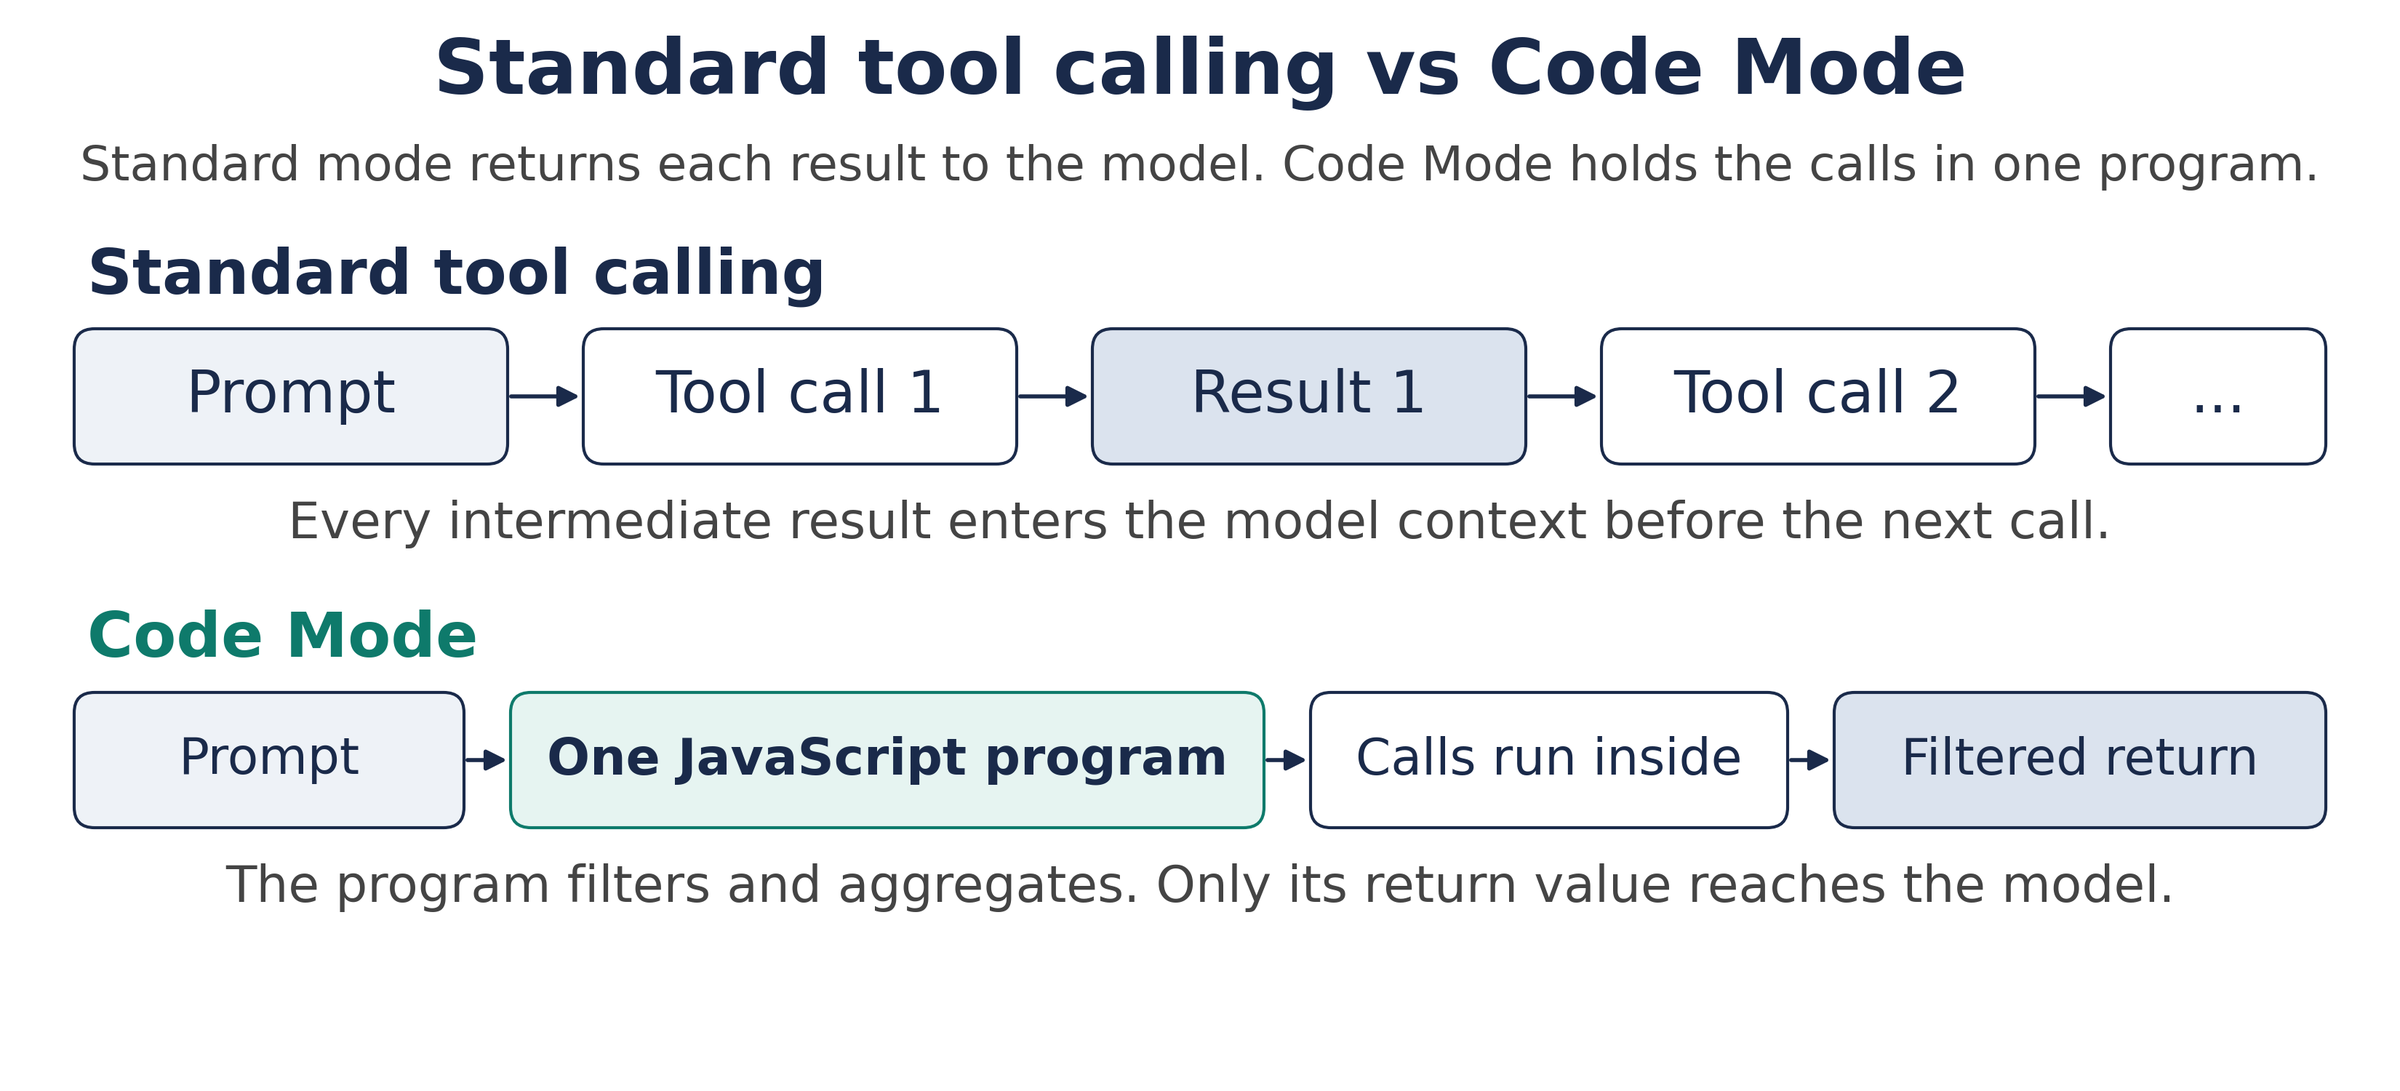 Standard tool calling vs Code Mode
Standard mode returns each result to the model. Code Mode holds the calls in one program.
Standard tool calling
Prompt
Tool call 1
Result 1
Tool call 2
...
Every intermediate result enters the model context before the next call.
Code Mode
Prompt
One JavaScript program
Calls run inside
Filtered return
The program filters and aggregates. Only its return value reaches the model.